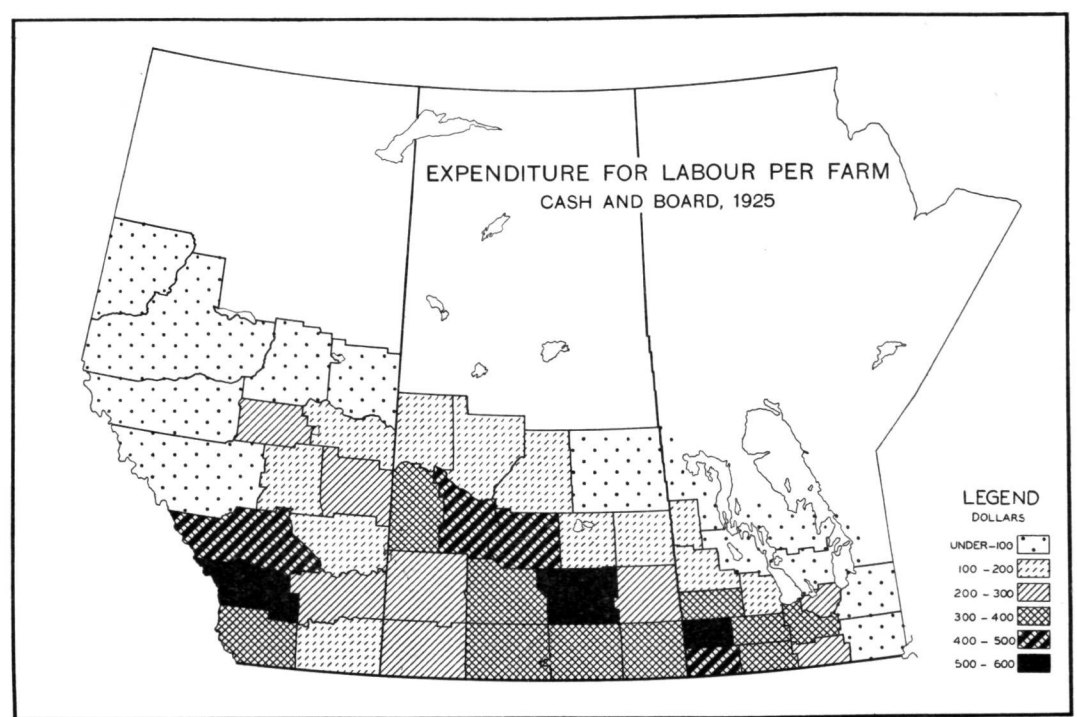 EXPENDITURE FOR LABOUR PER FARM
CASH AND BOARD, 1925
LEGEND
DOLLARS
UNDER-100
100 - 200
200 - 300
300 - 400
400 - 500
500 - 600